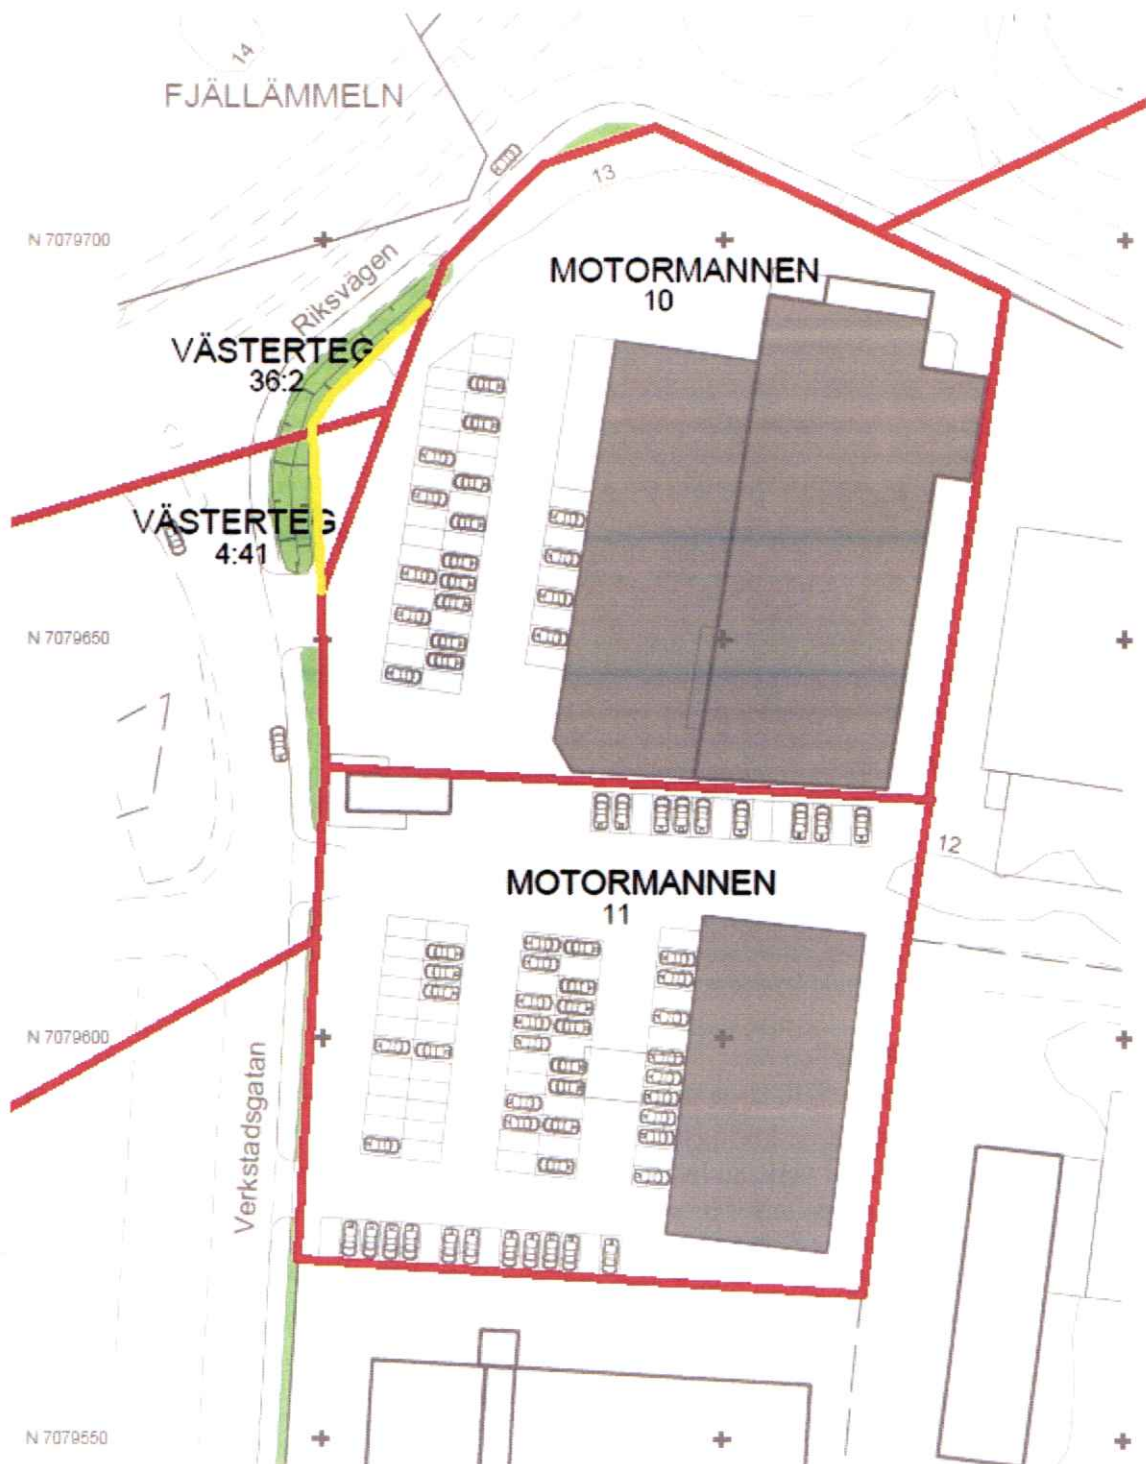 14
FJÄLLÄMMELN
13
N 7079700
Riksvägen
MOTORMANNEN
10
VÄSTERTEG
36:2
VÄSTERTEG
4:41
N 7079650
12
MOTORMANNEN
11
N 7079600
Verkstadsgatan
N 7079550